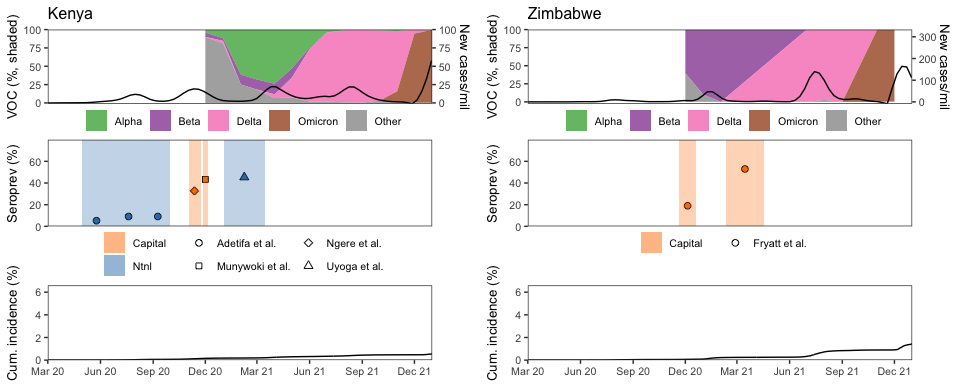 Kenya
VOC (%, shaded)
100
75
50
25
0
100
75
50
25
0
New cases/mil
Alpha Beta Delta Omicron Other
Seroprev (%)
60
40
20
0
Capital Adetifa et al. Ngere et al.
Ntnl Munywoki et al. Uyoga et al.
Cum. incidence (%)
6
4
2
0
Mar 20 Jun 20 Sep 20 Dec 20 Mar 21 Jun 21 Sep 21 Dec 21
Zimbabwe
VOC (%, shaded)
100
75
50
25
0
300
200
100
0
New cases/mil
Alpha Beta Delta Omicron Other
Seroprev (%)
60
40
20
0
Capital Fryatt et al.
Cum. incidence (%)
6
4
2
0
Mar 20 Jun 20 Sep 20 Dec 20 Mar 21 Jun 21 Sep 21 Dec 21